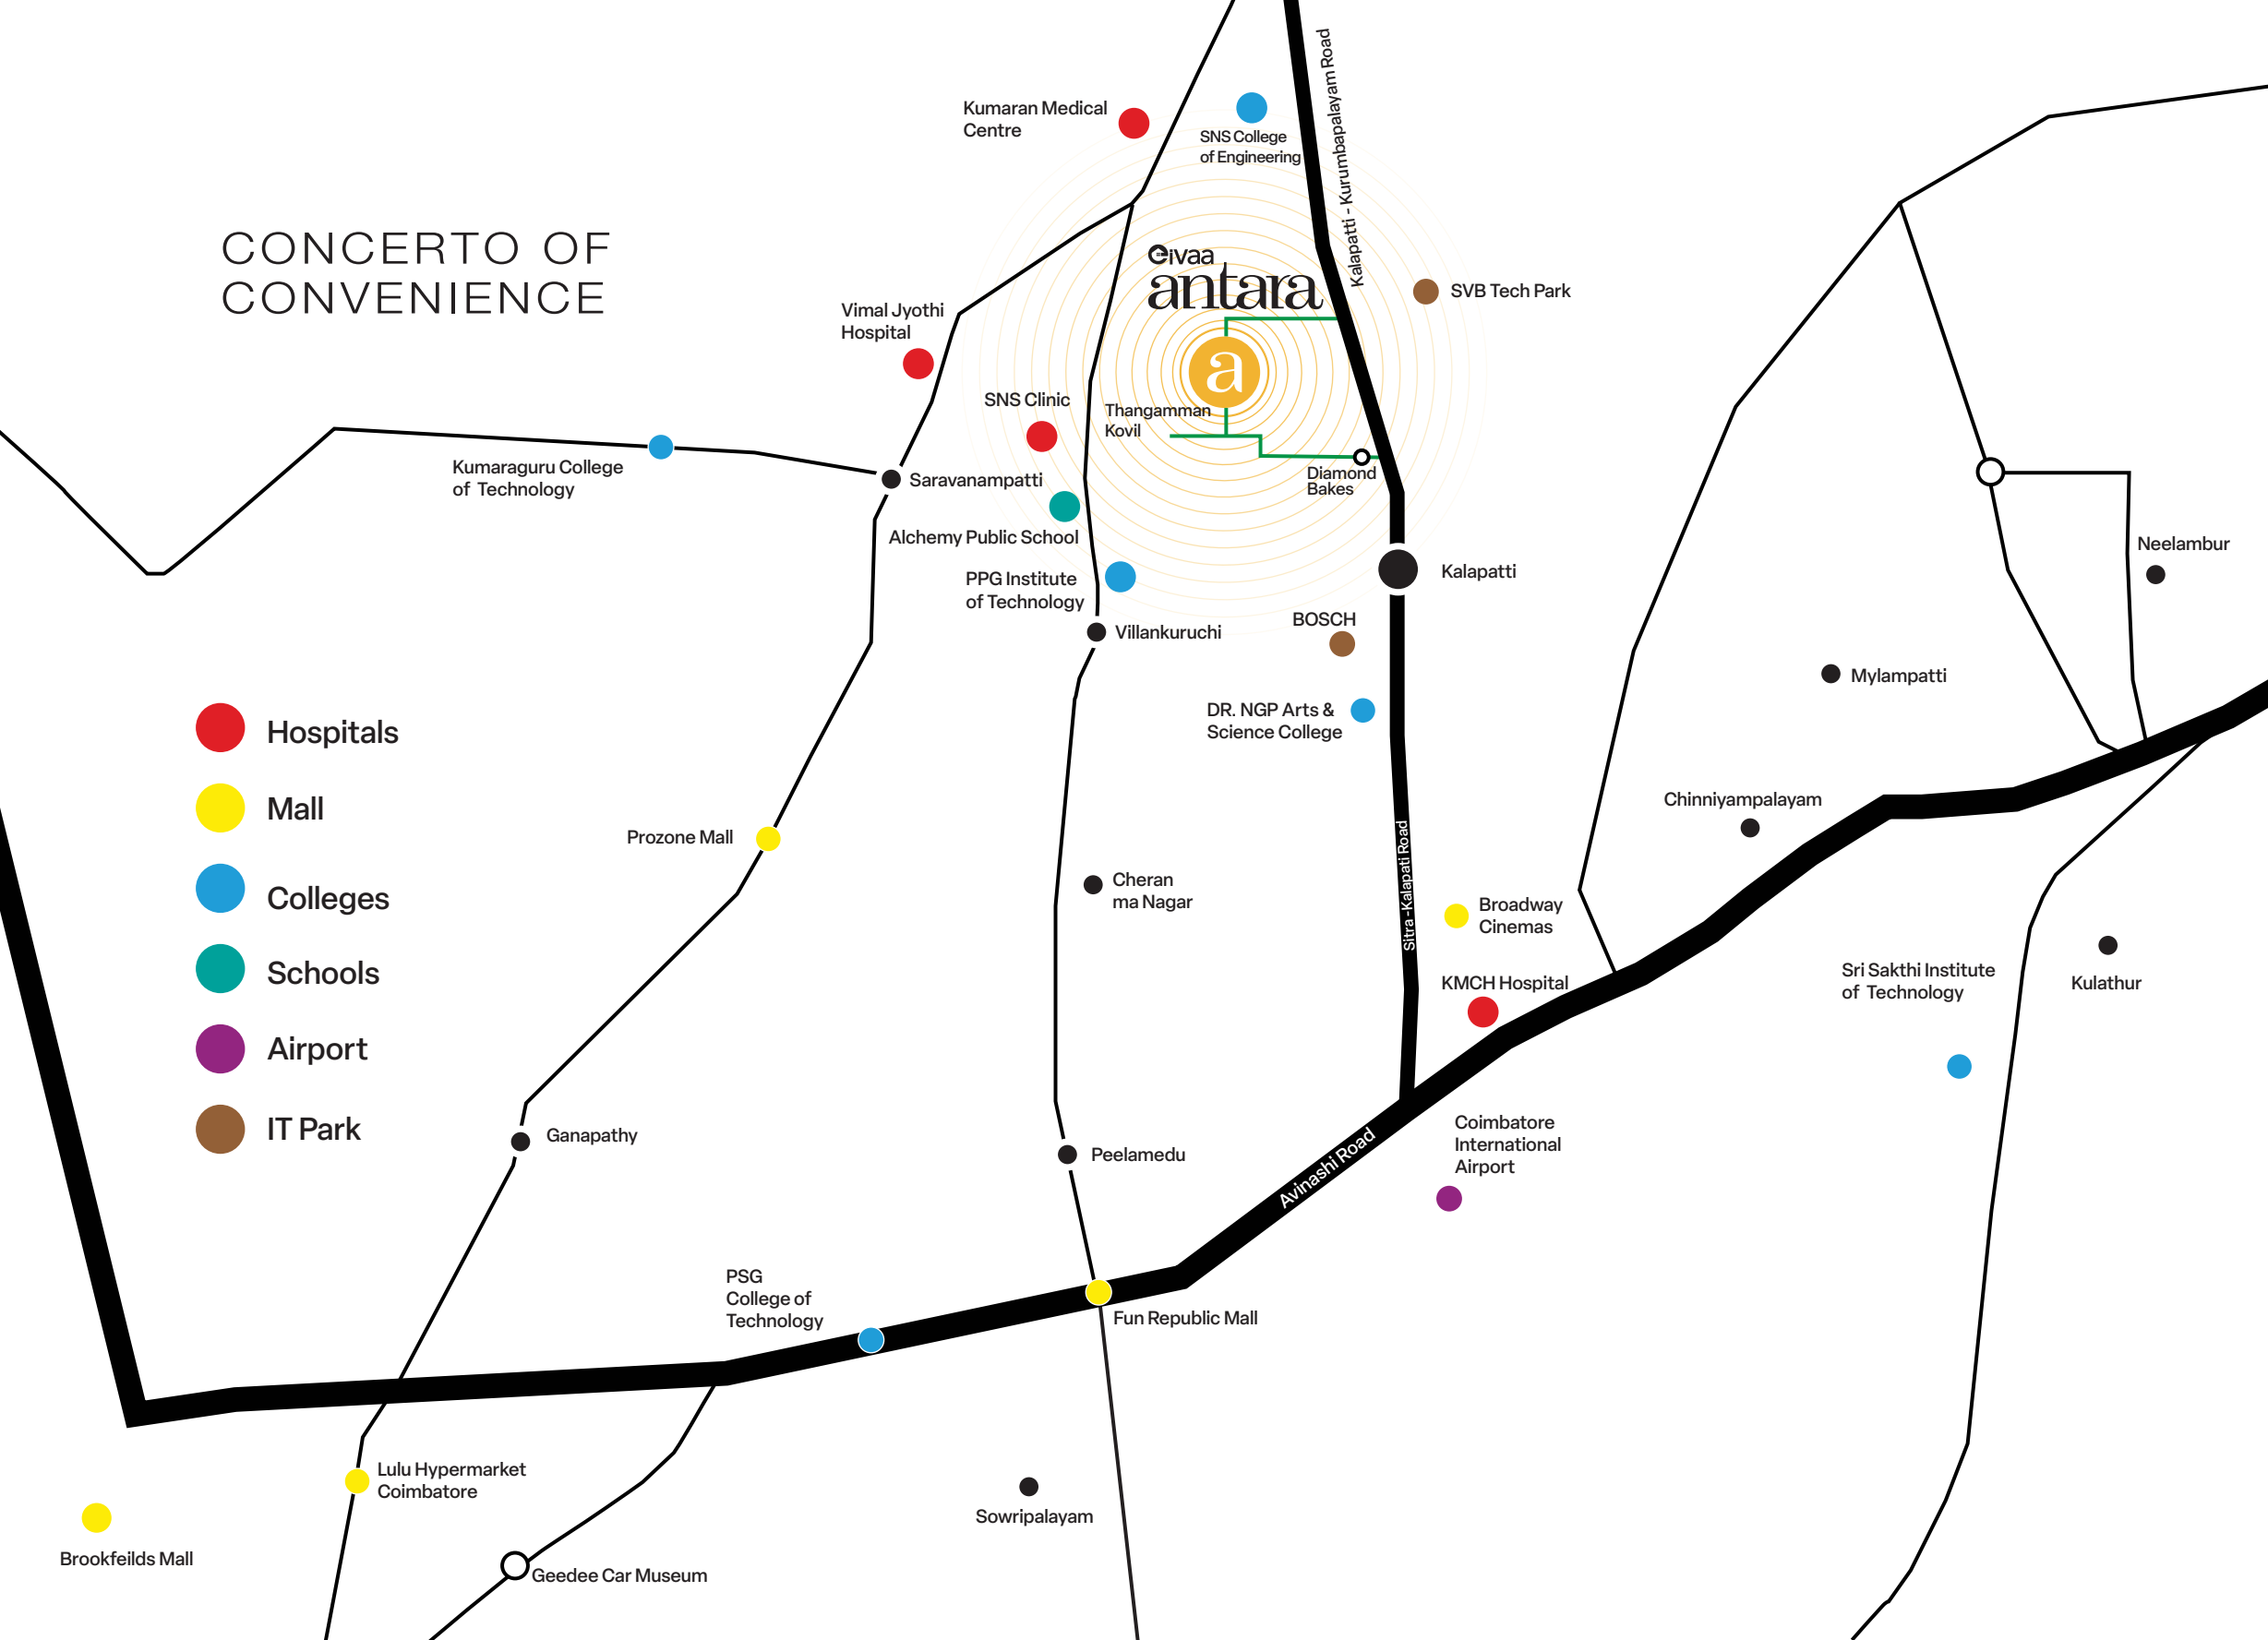 Kumaran Medical
Centre
SNS College
of Engineering
Kalapatti - Kurumbapalayam Road
CONCERTO OF
CONVENIENCE
eivaa
antara
SVB Tech Park
Vimal Jyothi
Hospital
a
SNS Clinic
Thangamman
Kovil
Kumaraguru College
of Technology
Saravanampatti
Diamond
Bakes
Alchemy Public School
Neelambur
PPG Institute
of Technology
Kalapatti
Villankuruchi
BOSCH
Mylampatti
DR. NGP Arts &
Science College
Hospitals
Mall
Colleges
Schools
Airport
IT Park
Chinniyampalayam
Prozone Mall
Sitra -Kalapati Road
Cheran
ma Nagar
Broadway
Cinemas
KMCH Hospital
Sri Sakthi Institute
of Technology
Kulathur
Ganapathy
Peelamedu
Avinashi Road
Coimbatore
International
Airport
PSG
College of
Technology
Fun Republic Mall
Lulu Hypermarket
Coimbatore
Sowripalayam
Brookfeilds Mall
Geedee Car Museum